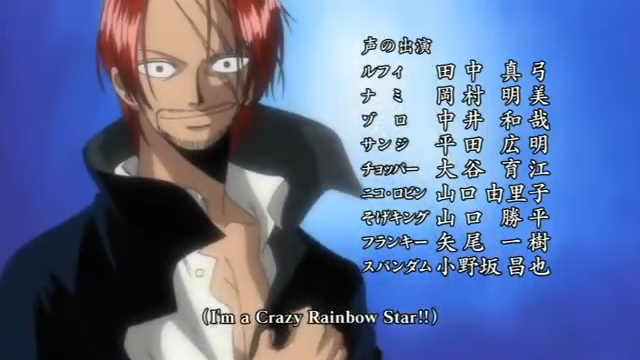 声の出演
ルフィ 田中 真弓
ナミ 岡村 明美
ゾロ 中井 和哉
サンジ 平田 広明
チョッパー 大谷 育江
ニコ・ロビン 山口 由里子
そげキング 山口 勝平
フランキー 矢尾 一樹
スパンダム 小野坂 昌也
(I'm a Crazy Rainbow Star!!)